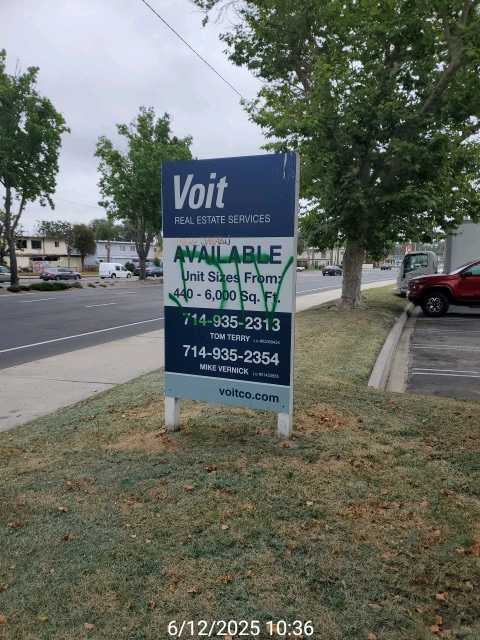 Voit
REAL ESTATE SERVICES
AVAILABLE
Unit Sizes From:
440 - 6,000 Sq. Ft.
714-935-2313
TOM TERRY
714-935-2354
MIKE VERNICK
voitco.com
6/12/2025 10:36